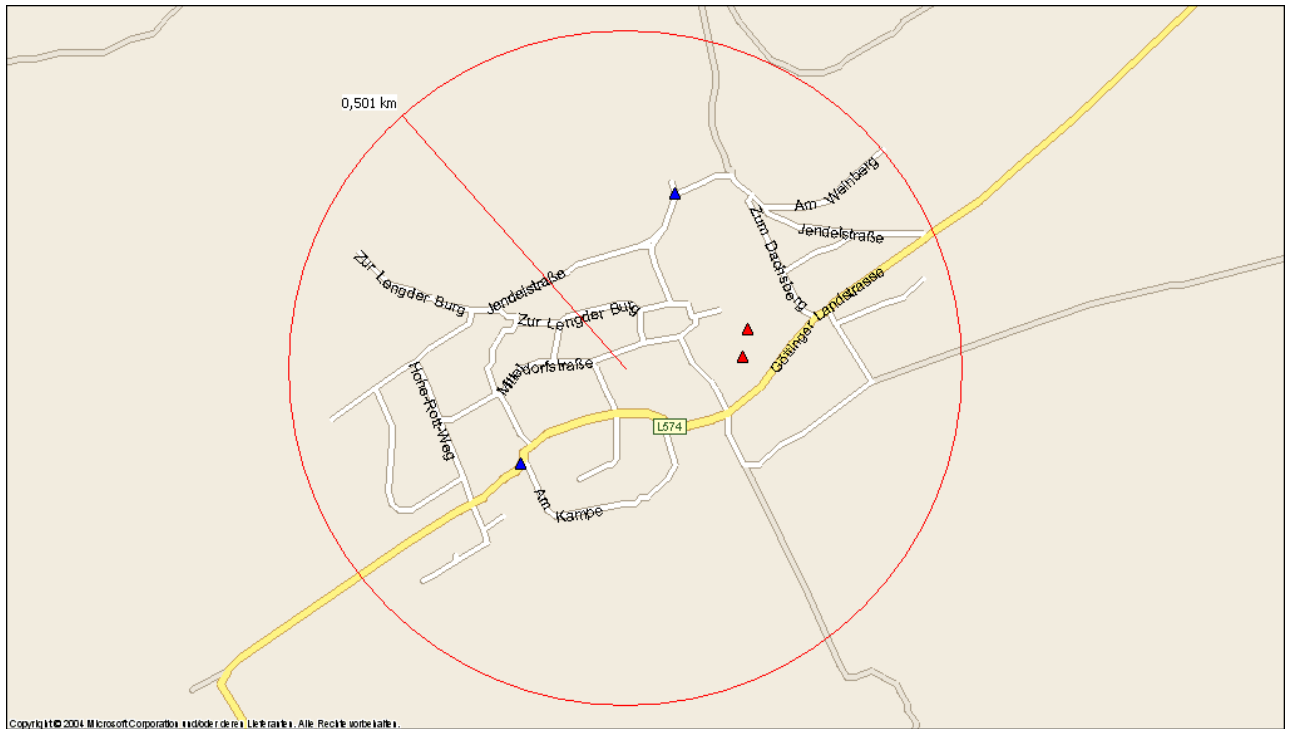 0,501 km
Am Weinberg
Jendelstraße
Zum Dachsberg
Göttinger Landstrasse
Zur Lengder Burg
Jendelstraße
Zur Lengder Burg
Mitteldorfstraße
Hohe-Rott-Weg
L574
Am Kampe
Copyright © 2004 Microsoft Corporation und/oder deren Lieferanten. Alle Rechte vorbehalten.